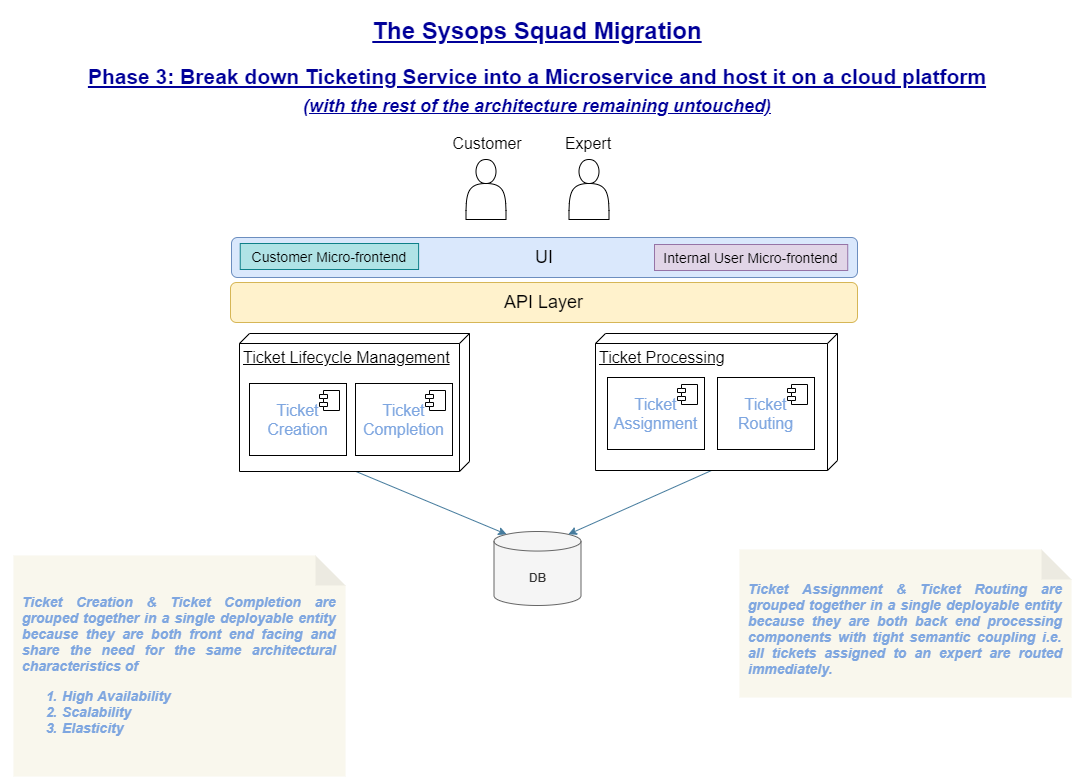 The Sysops Squad Migration
Phase 3: Break down Ticketing Service into a Microservice and host it on a cloud platform
(with the rest of the architecture remaining untouched)
Customer
Expert
Customer Micro-frontend
UI
Internal User Micro-frontend
API Layer
Ticket Lifecycle Management
Ticket
Creation
Ticket
Completion
Ticket Processing
Ticket
Assignment
Ticket
Routing
DB
Ticket Creation & Ticket Completion are
grouped together in a single deployable entity
because they are both front end facing and
share the need for the same architectural
characteristics of
1. High Availability
2. Scalability
3. Elasticity
Ticket Assignment & Ticket Routing are
grouped together in a single deployable entity
because they are both back end processing
components with tight semantic coupling i.e.
all tickets assigned to an expert are routed
immediately.